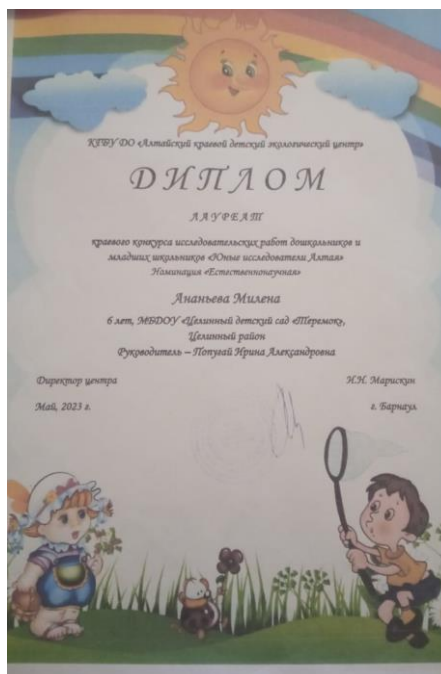 КГБУ ДО «Алтайский краевой детский экологический центр»
ДИПЛОМ
ЛАУРЕАТ
краевого конкурса исследовательских работ дошкольников и
младших школьников «Юные исследователи Алтая»
Номинация «Естественнонаучная»
Ананьева Милена
6 лет, МБДОУ «Целинный детский сад «Теремок»,
Целинный район
Руководитель – Попугай Ирина Александровна
Директор центра И.Н. Марискин
Май, 2023 г. г. Барнаул